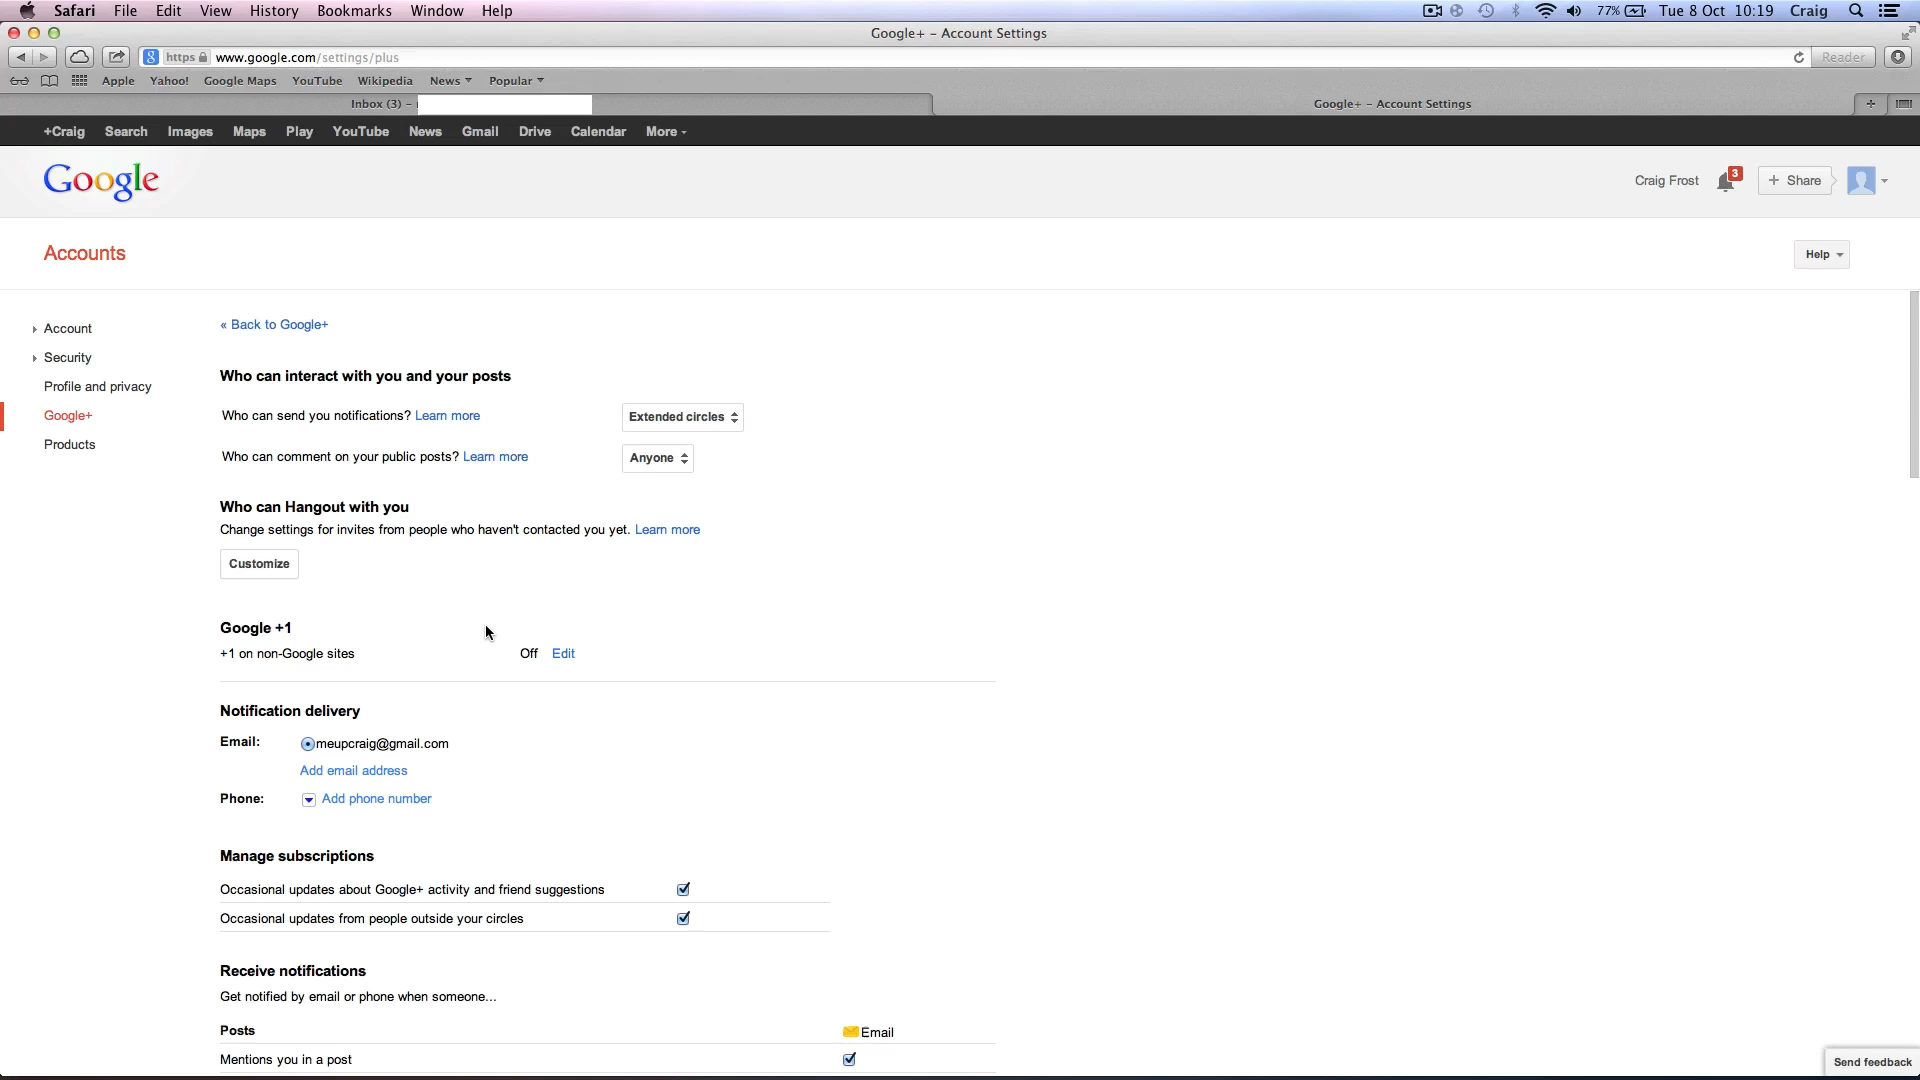 Safari File Edit View History Bookmarks Window Help 77% Tue 8 Oct 10:19 Craig
Google+ – Account Settings
https www.google.com/settings/plus Reader
Apple Yahoo! Google Maps YouTube Wikipedia News Popular
Inbox (3) – Google+ – Account Settings
+Craig Search Images Maps Play YouTube News Gmail Drive Calendar More
Google Craig Frost 3 + Share
Accounts Help
Account
Security
Profile and privacy
Google+
Products
« Back to Google+
Who can interact with you and your posts
Who can send you notifications? Learn more Extended circles
Who can comment on your public posts? Learn more Anyone
Who can Hangout with you
Change settings for invites from people who haven't contacted you yet. Learn more
Customize
Google +1
+1 on non-Google sites Off Edit
Notification delivery
Email: meupcraig@gmail.com
Add email address
Phone: Add phone number
Manage subscriptions
Occasional updates about Google+ activity and friend suggestions
Occasional updates from people outside your circles
Receive notifications
Get notified by email or phone when someone...
Posts Email
Mentions you in a post
Send feedback